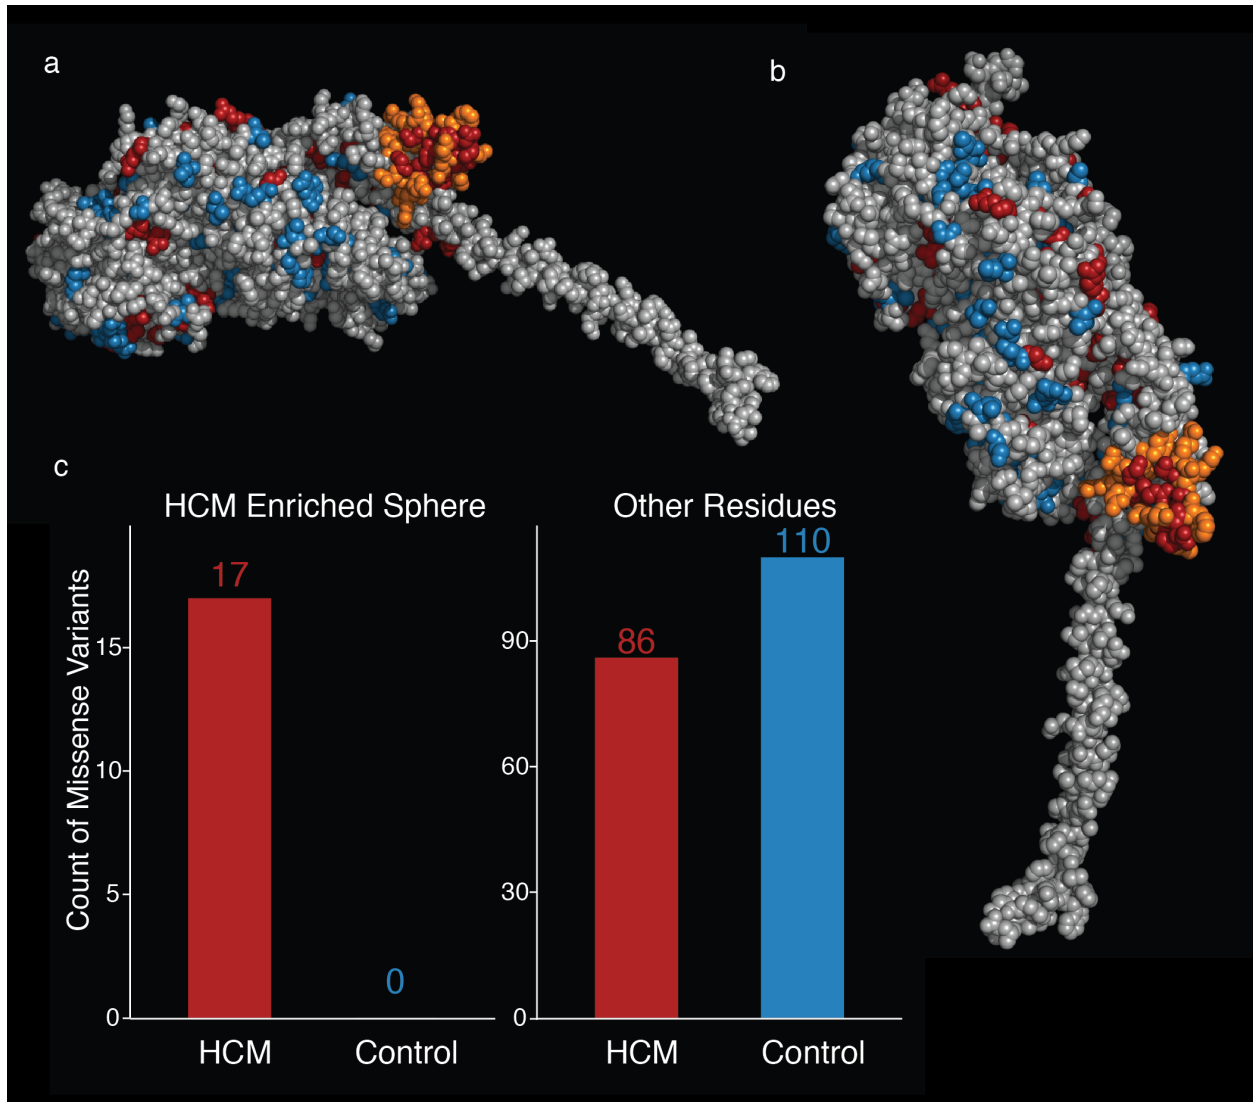 a
b
c
HCM Enriched Sphere
Other Residues
Count of Missense Variants
15
10
5
0
17
0
HCM
Control
90
60
30
0
86
110
HCM
Control